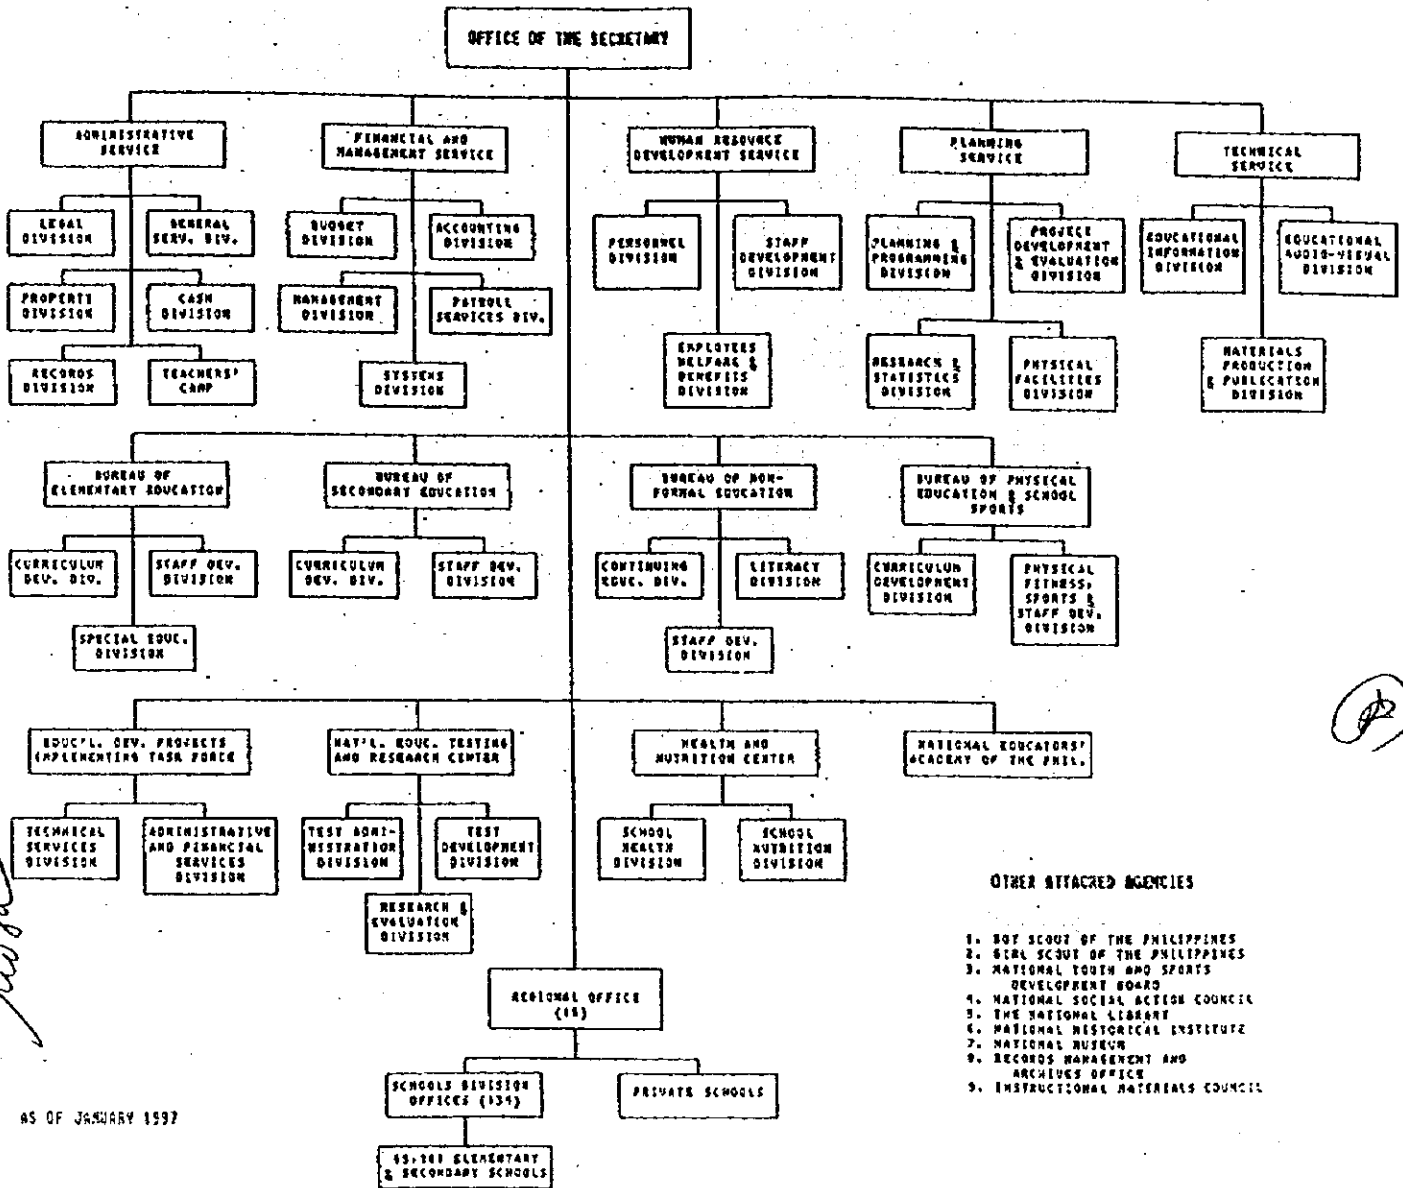 OFFICE OF THE SECRETARY
ADMINISTRATIVE
SERVICE
FINANCIAL AND
MANAGEMENT SERVICE
HUMAN RESOURCE
DEVELOPMENT SERVICE
PLANNING
SERVICE
TECHNICAL
SERVICE
LEGAL
DIVISION
GENERAL
SERV. DIV.
BUDGET
DIVISION
ACCOUNTING
DIVISION
PERSONNEL
DIVISION
STAFF
DEVELOPMENT
DIVISION
PLANNING &
PROGRAMMING
DIVISION
PROJECT
DEVELOPMENT
& EVALUATION
DIVISION
EDUCATIONAL
INFORMATION
DIVISION
EDUCATIONAL
AUDIO-VISUAL
DIVISION
PROPERTY
DIVISION
CASH
DIVISION
MANAGEMENT
DIVISION
PAYROLL
SERVICES DIV.
RECORDS
DIVISION
TEACHERS'
CAMP
SYSTEMS
DIVISION
EMPLOYEES
WELFARE &
BENEFITS
DIVISION
RESEARCH &
STATISTICS
DIVISION
PHYSICAL
FACILITIES
DIVISION
MATERIALS
PRODUCTION
& PUBLICATION
DIVISION
BUREAU OF
ELEMENTARY EDUCATION
BUREAU OF
SECONDARY EDUCATION
BUREAU OF NON-
FORMAL EDUCATION
BUREAU OF PHYSICAL
EDUCATION & SCHOOL
SPORTS
CURRICULUM
DEV. DIV.
STAFF DEV.
DIVISION
CURRICULUM
DEV. DIV.
STAFF DEV.
DIVISION
CONTINUING
EDUC. DIV.
LITERACY
DIVISION
CURRICULUM
DEVELOPMENT
DIVISION
PHYSICAL
FITNESS,
SPORTS &
STAFF DEV.
DIVISION
SPECIAL EDUC.
DIVISION
STAFF DEV.
DIVISION
EDUC'L. DEV. PROJECTS
IMPLEMENTING TASK FORCE
NAT'L. EDUC. TESTING
AND RESEARCH CENTER
HEALTH AND
NUTRITION CENTER
NATIONAL EDUCATORS'
ACADEMY OF THE PHIL.
TECHNICAL
SERVICES
DIVISION
ADMINISTRATIVE
AND FINANCIAL
SERVICES
DIVISION
TEST ADMI-
NISTRATION
DIVISION
TEST
DEVELOPMENT
DIVISION
SCHOOL
HEALTH
DIVISION
SCHOOL
NUTRITION
DIVISION
RESEARCH &
EVALUATION
DIVISION
REGIONAL OFFICE
SCHOOLS DIVISION
OFFICES
PRIVATE SCHOOLS
ELEMENTARY
& SECONDARY SCHOOLS
OTHER ATTACHED AGENCIES
1. BOY SCOUT OF THE PHILIPPINES
2. GIRL SCOUT OF THE PHILIPPINES
3. NATIONAL YOUTH AND SPORTS
DEVELOPMENT BOARD
4. NATIONAL SOCIAL ACTION COUNCIL
5. THE NATIONAL LIBRARY
6. NATIONAL HISTORICAL INSTITUTE
7. NATIONAL MUSEUM
8. RECORDS MANAGEMENT AND
ARCHIVES OFFICE
9. INSTRUCTIONAL MATERIALS COUNCIL
AS OF JANUARY 1997